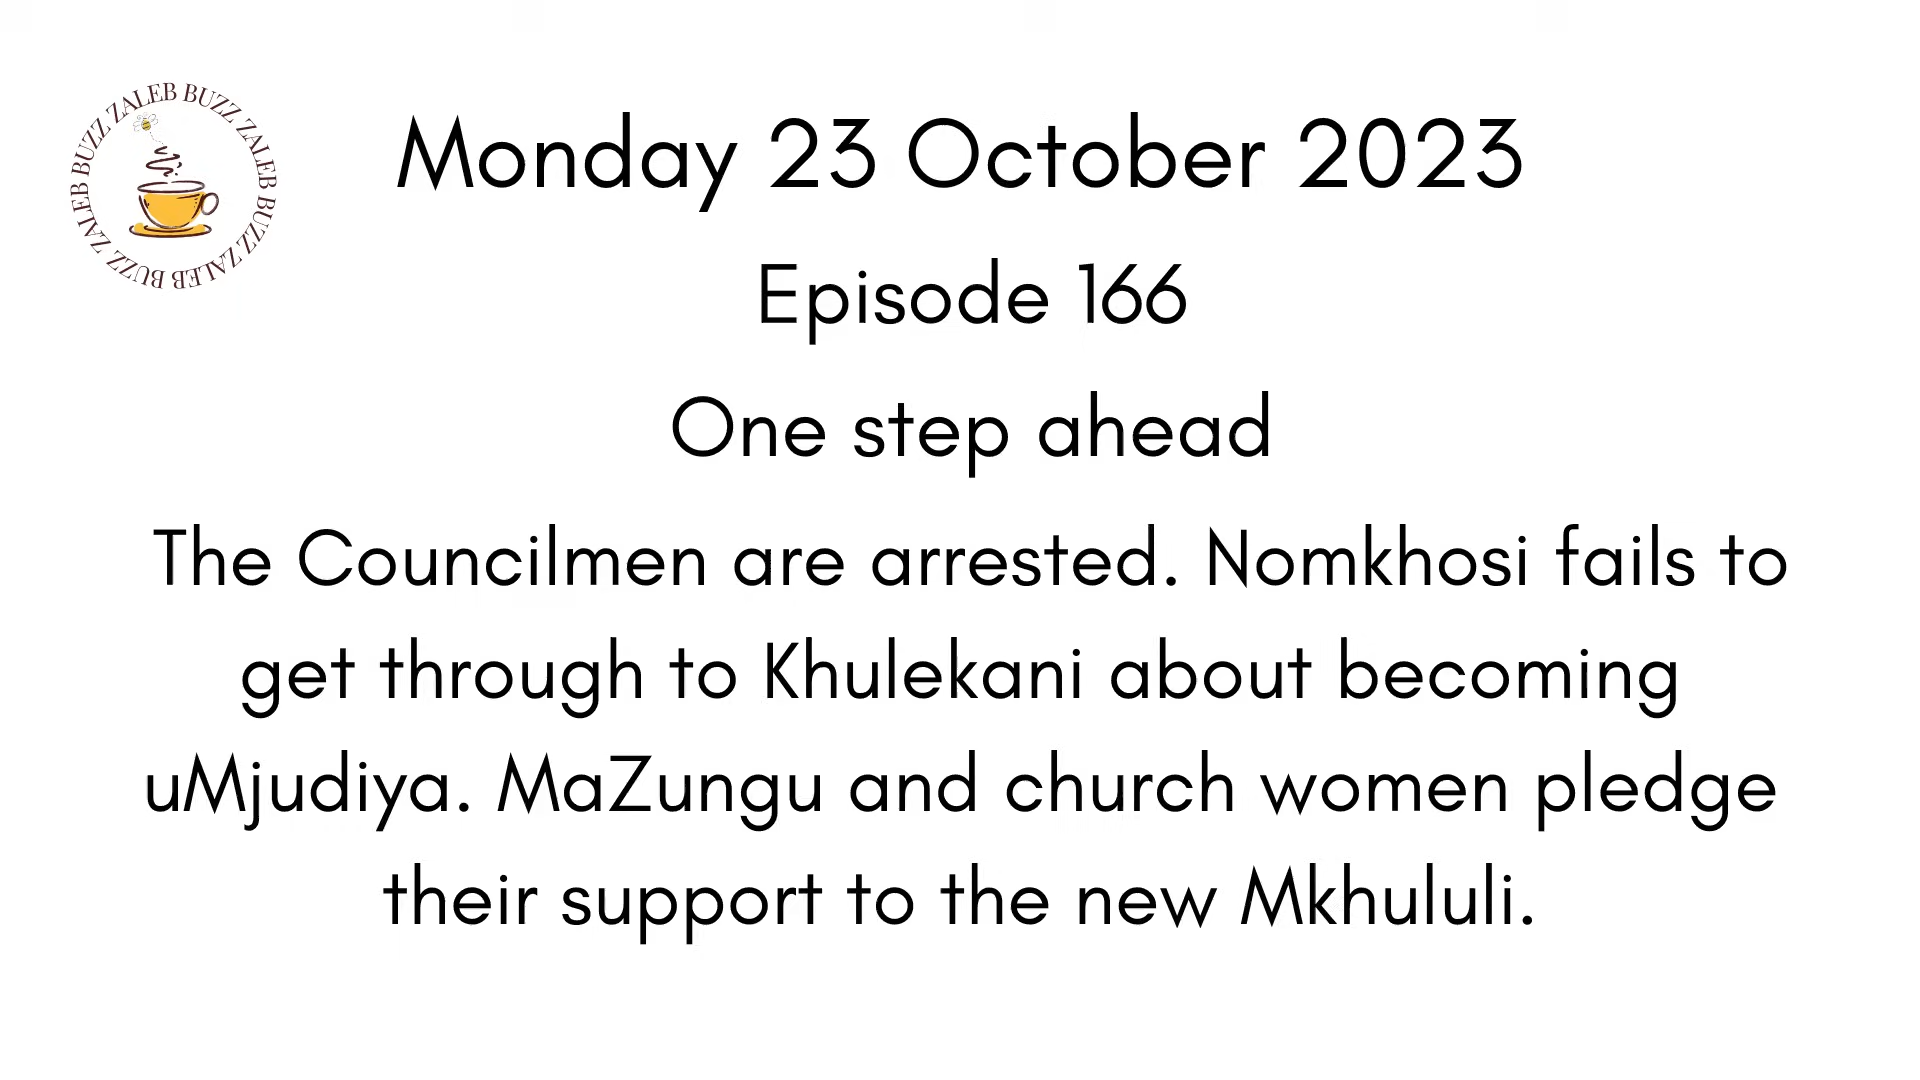 ZALEB BUZZ ZALEB BUZZ ZALEB BUZZ ZALEB BUZZ
Monday 23 October 2023
Episode 166
One step ahead
The Councilmen are arrested. Nomkhosi fails to
get through to Khulekani about becoming
uMjudiya. MaZungu and church women pledge
their support to the new Mkhululi.